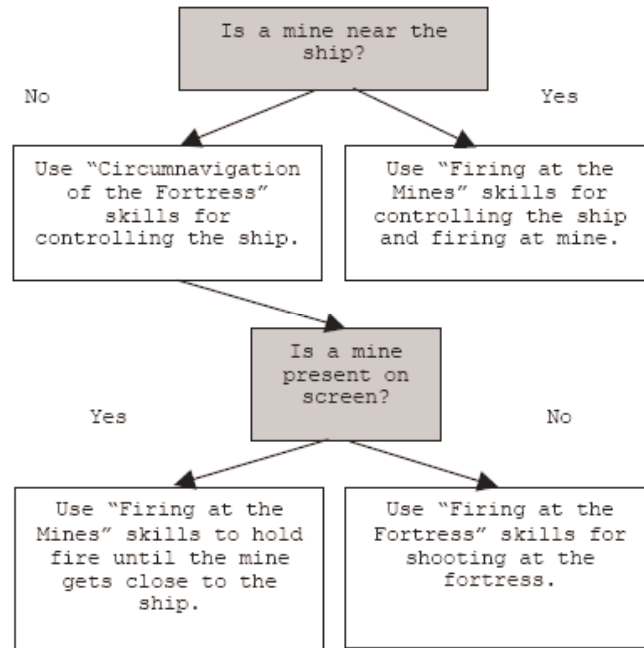 Is a mine near the
ship?
No
Yes
Use “Circumnavigation
of the Fortress”
skills for
controlling the ship.
Use “Firing at the
Mines” skills for
controlling the ship
and firing at mine.
Is a mine
present on
screen?
Yes
No
Use “Firing at the
Mines” skills to hold
fire until the mine
gets close to the
ship.
Use “Firing at the
Fortress” skills for
shooting at the
fortress.